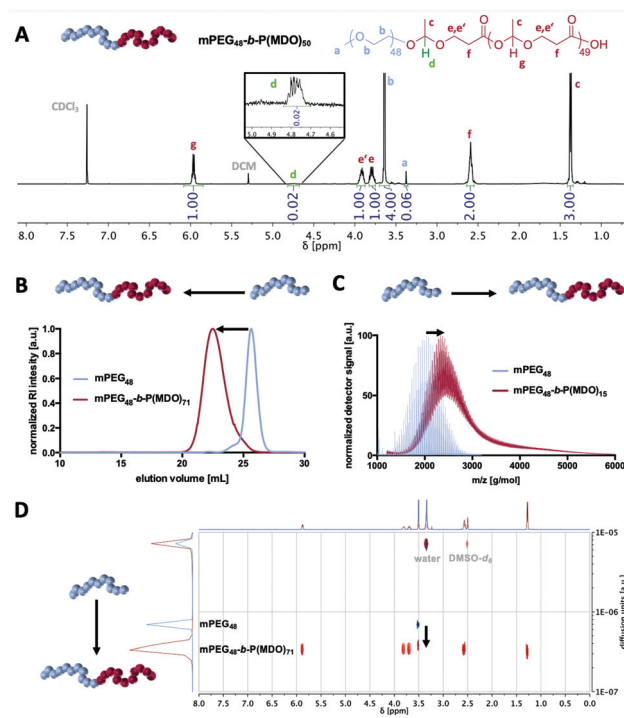 A
mPEG48-b-P(MDO)50
a
b
b
48
d
c
e,e'
f
O
H
O
O
O
c
e,e'
f
g
O
H
O
O
49
OH
d
5.0 4.9 4.8 4.7 4.6
0.02
CDCl3
g
DCM
d
e' e
b
a
f
c
1.00
0.02
1.00
1.00
4.00
0.06
2.00
3.00
8.0 7.5 7.0 6.5 6.0 5.5 5.0 4.5 4.0 3.5 3.0 2.5 2.0 1.5 1.0
δ [ppm]
B
normalized RI intesity [a.u.]
1.0
0.8
0.6
0.4
0.2
0.0
mPEG48
mPEG48-b-P(MDO)71
10 15 20 25 30
elution volume [mL]
C
normalized detector signal [a.u.]
100
50
0
mPEG48
mPEG48-b-P(MDO)15
1000 2000 3000 4000 5000 6000
m/z [g/mol]
D
water
DMSO-d6
mPEG48
mPEG48-b-P(MDO)71
1E-05
1E-06
1E-07
diffusion units [a.u.]
8.0 7.5 7.0 6.5 6.0 5.5 5.0 4.5 4.0 3.5 3.0 2.5 2.0 1.5 1.0 0.5 0.0
δ [ppm]